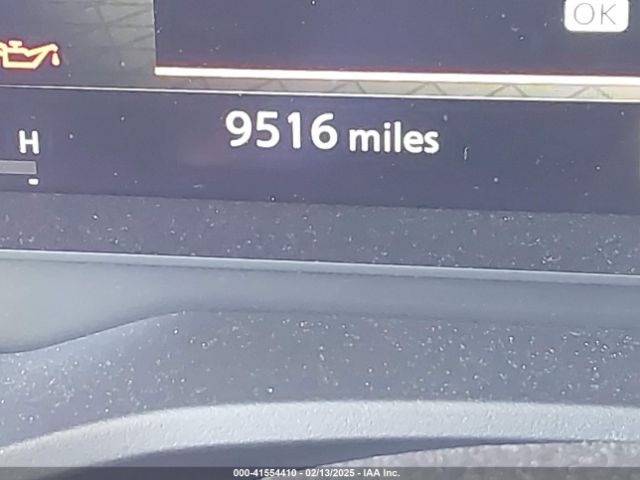 OK
9516 miles
H
000-41554410 - 02/13/2025 - IAA Inc.